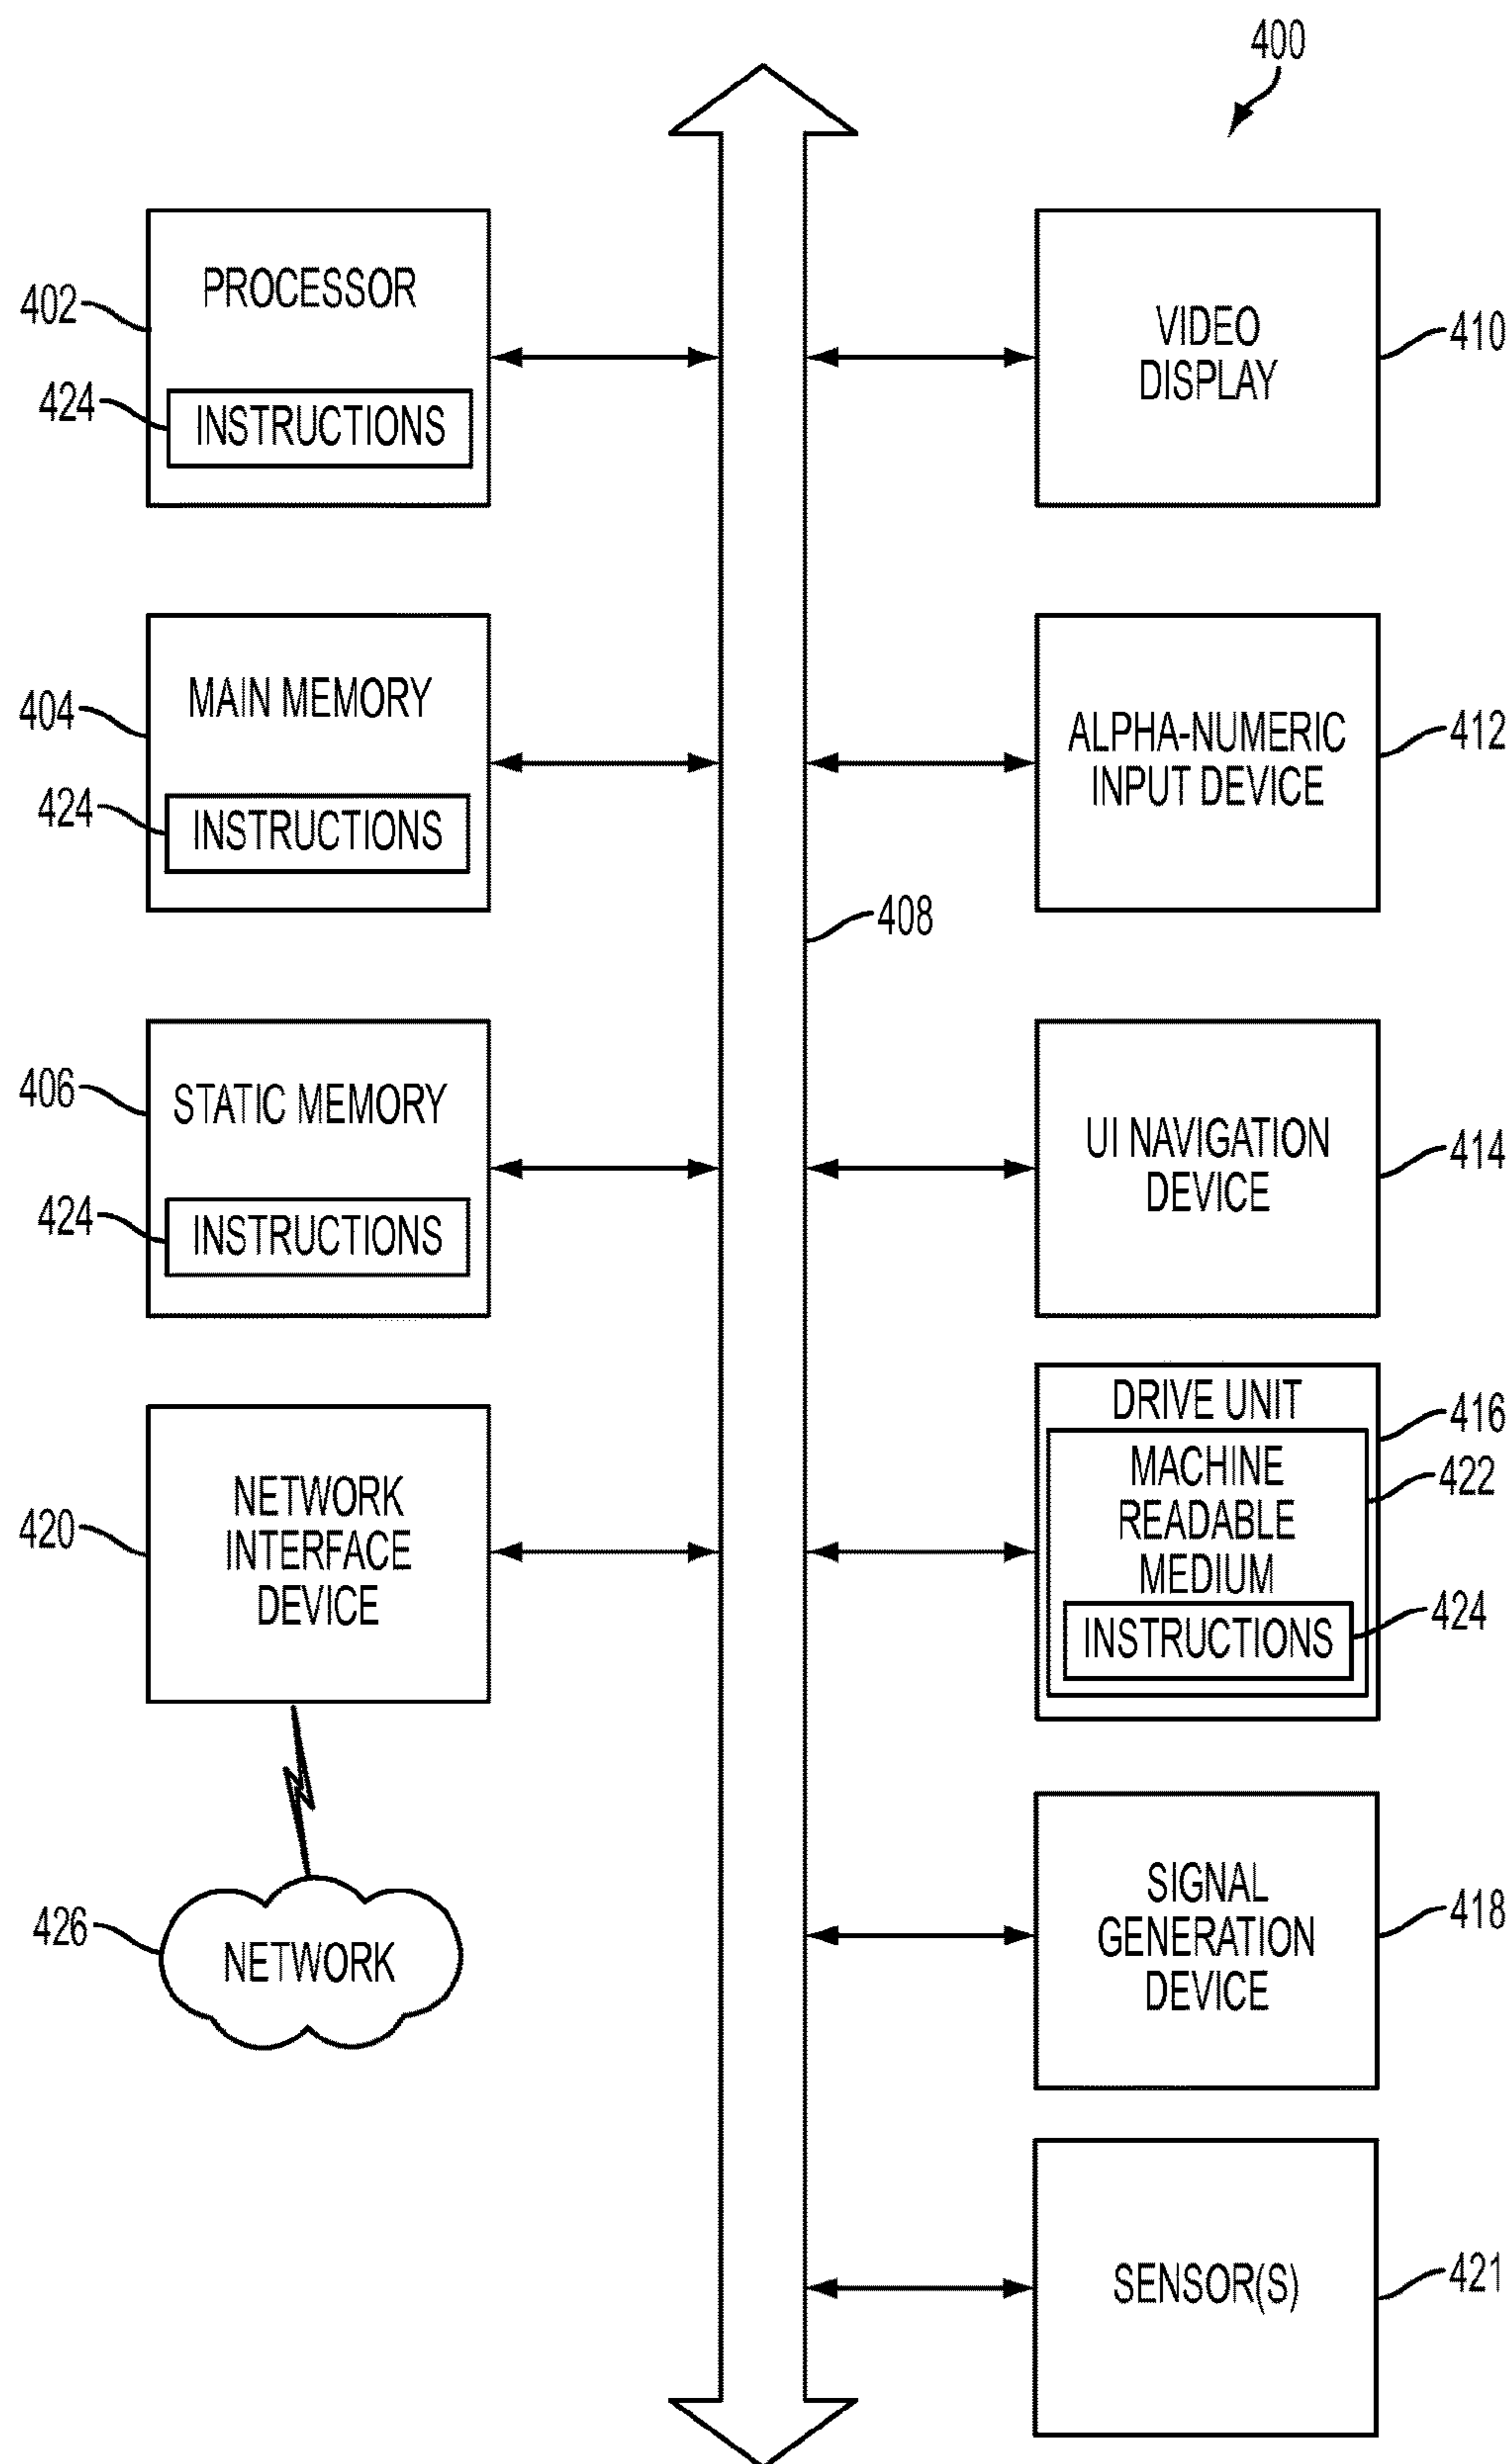 400
402
PROCESSOR
424
INSTRUCTIONS
VIDEO
DISPLAY
410
404
MAIN MEMORY
424
INSTRUCTIONS
ALPHA-NUMERIC
INPUT DEVICE
412
408
406
STATIC MEMORY
424
INSTRUCTIONS
UI NAVIGATION
DEVICE
414
420
NETWORK
INTERFACE
DEVICE
DRIVE UNIT
416
MACHINE
READABLE
MEDIUM
422
INSTRUCTIONS
424
426
NETWORK
SIGNAL
GENERATION
DEVICE
418
SENSOR(S)
421